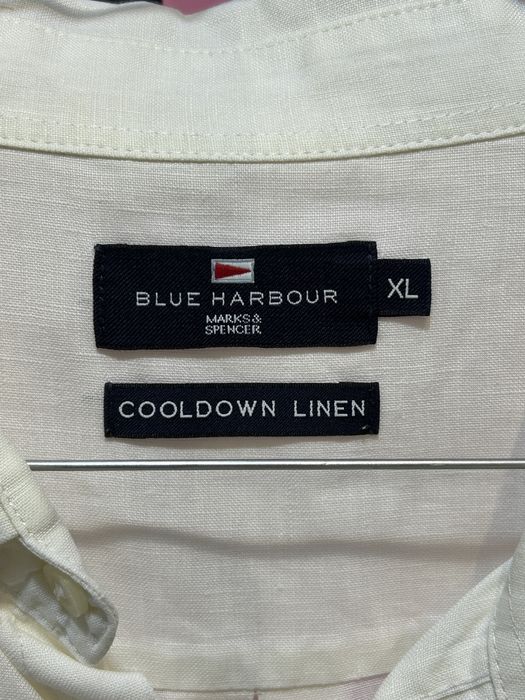 BLUE HARBOUR
MARKS &
SPENCER
XL
COOLDOWN LINEN